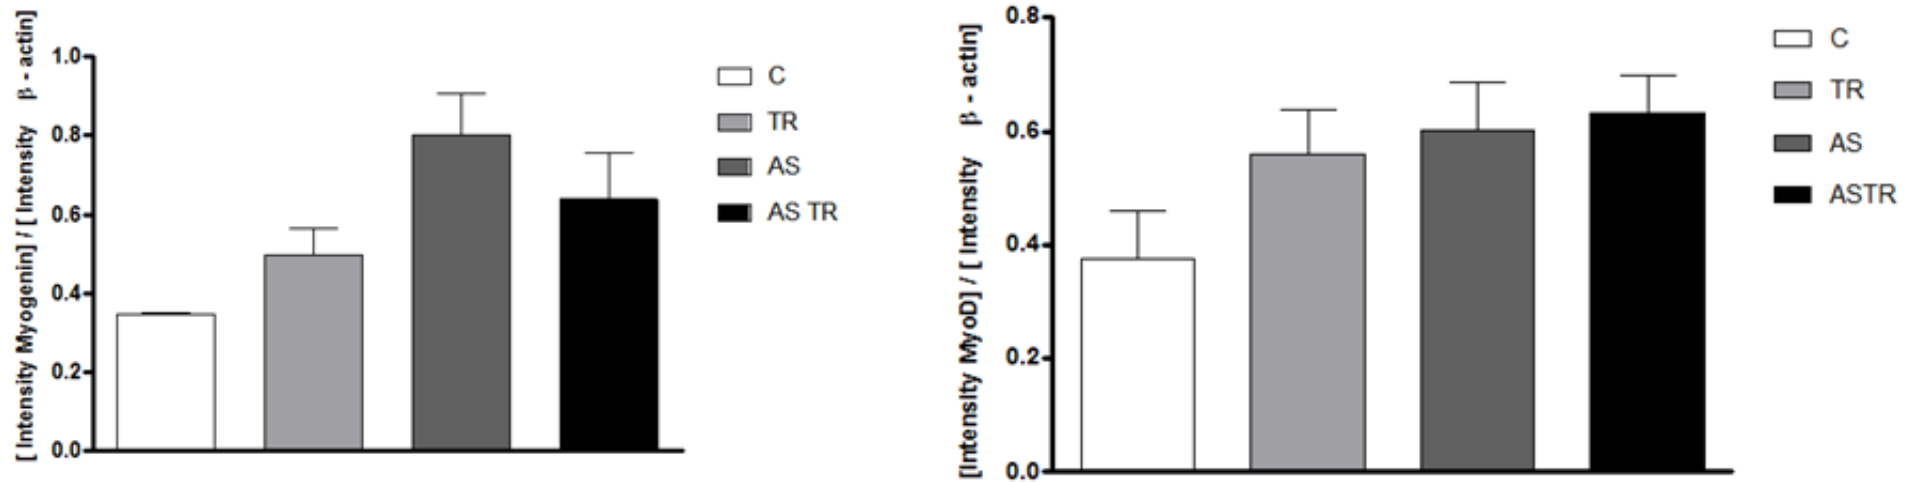 [ Intensity Myogenin] / [ Intensity β - actin]
1.0
0.8
0.6
0.4
0.2
0.0
C
TR
AS
AS TR
[Intensity MyoD] / [ Intensity β - actin]
0.8
0.6
0.4
0.2
0.0
C
TR
AS
ASTR